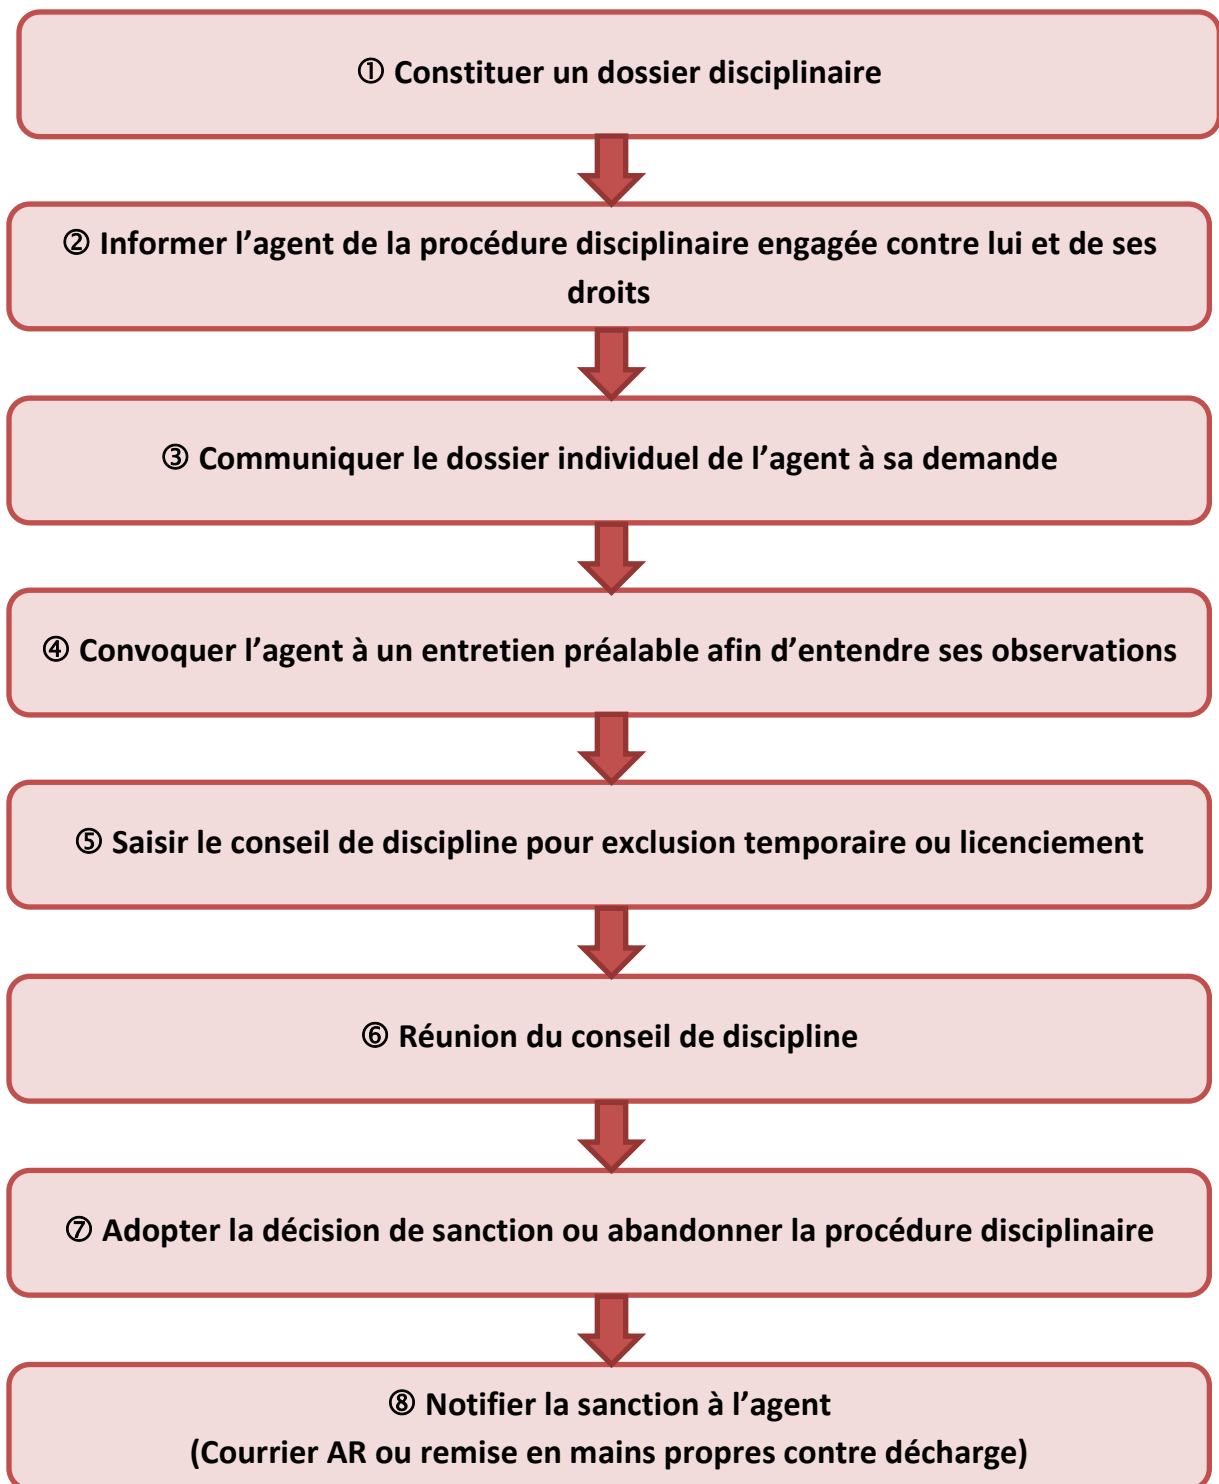 ① Constituer un dossier disciplinaire
② Informer l’agent de la procédure disciplinaire engagée contre lui et de ses
droits
③ Communiquer le dossier individuel de l’agent à sa demande
④ Convoquer l’agent à un entretien préalable afin d’entendre ses observations
⑤ Saisir le conseil de discipline pour exclusion temporaire ou licenciement
⑥ Réunion du conseil de discipline
⑦ Adopter la décision de sanction ou abandonner la procédure disciplinaire
⑧ Notifier la sanction à l’agent
(Courrier AR ou remise en mains propres contre décharge)